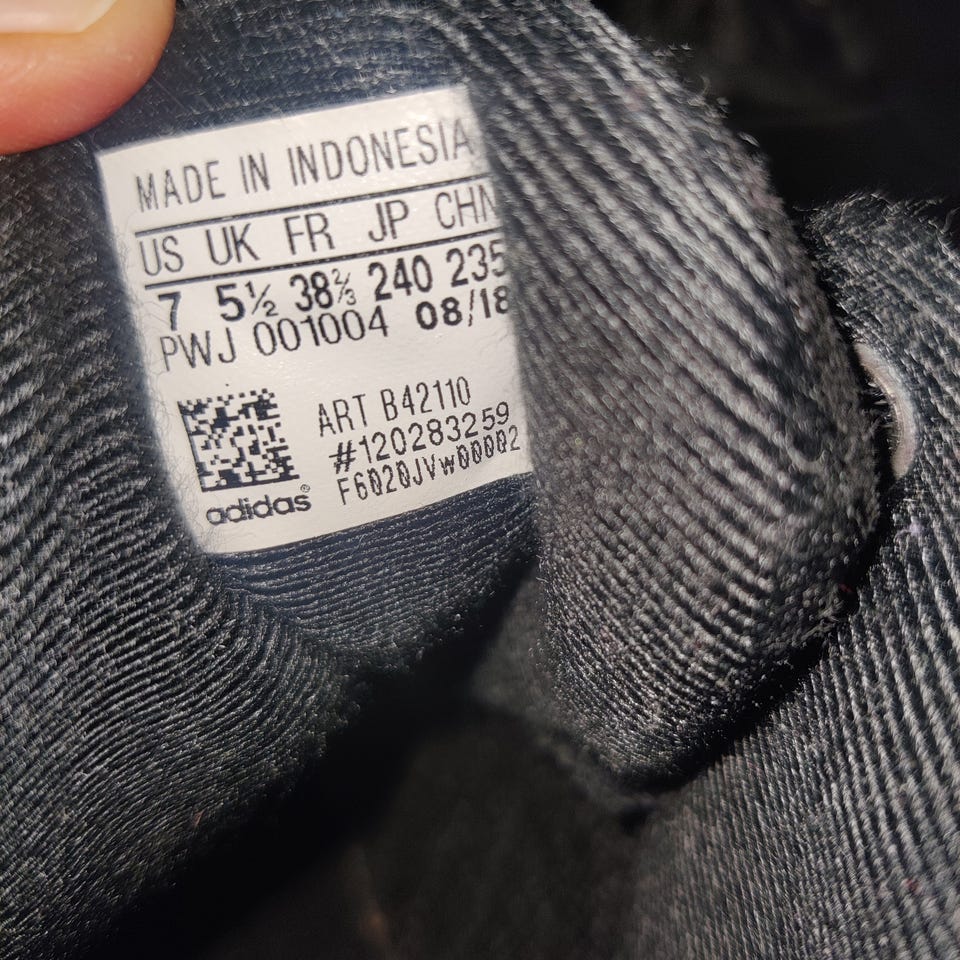 MADE IN INDONESIA
US UK FR JP CHN
7 5½ 38⅔ 240 235
PWJ 001004 08/18
ART B42110
#120283259
F6020JVW00002
adidas®